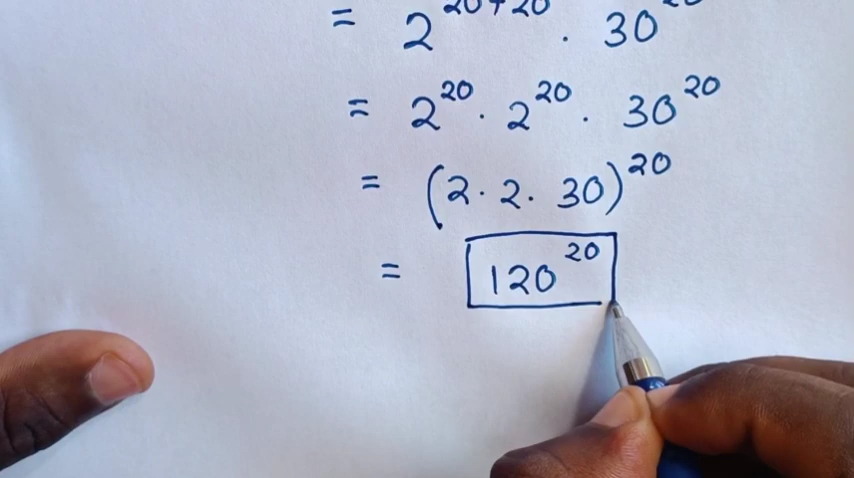 = 2^20+20 . 30^20
= 2^20 . 2^20 . 30^20
= (2 . 2 . 30)^20
= 120^20